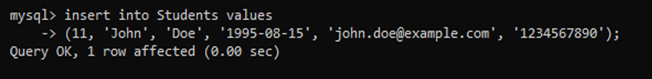 mysql> insert into Students values
    -> (11, 'John', 'Doe', '1995-08-15', 'john.doe@example.com', '1234567890');
Query OK, 1 row affected (0.00 sec)